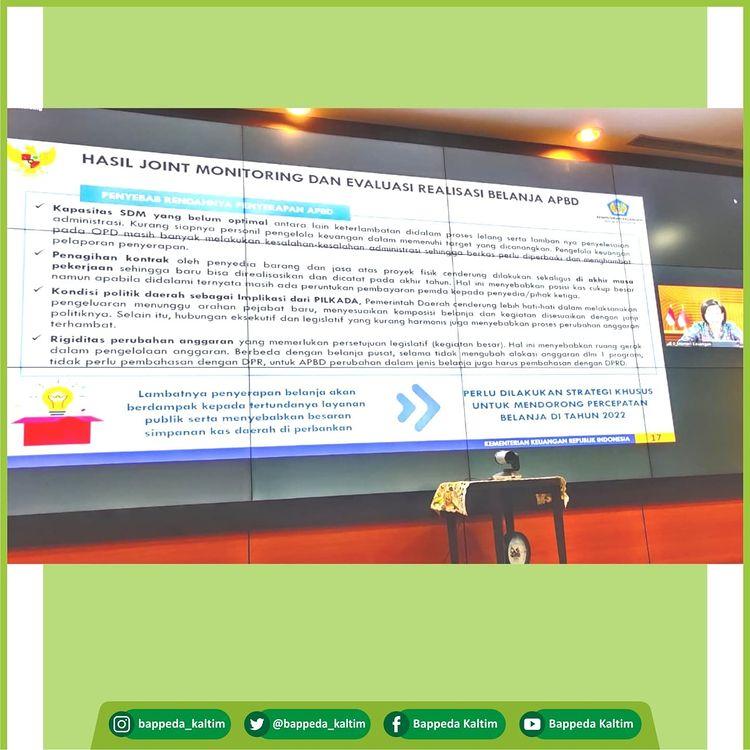 HASIL JOINT MONITORING DAN EVALUASI REALISASI BELANJA APBD
PENYEBAB RENDAHNYA PENYERAPAN APBD
✓ Kapasitas SDM yang belum optimal antara lain keterlambatan didalam proses lelang serta lamban nya penyelesaian
administrasi. Kurang siapnya personil pengelola keuangan dalam memenuhi target yang dicanangkan. Pengelola keuangan
pada OPD masih banyak melakukan kesalahan-kesalahan administrasi sehingga berkas perlu diperbaiki dan menghambat
pelaporan penyerapan.
✓ Penagihan kontrak oleh penyedia barang dan jasa atas proyek fisik cenderung dilakukan sekaligus di akhir masa
pekerjaan sehingga baru bisa direalisasikan dan dicatat pada akhir tahun. Hal ini menyebabkan posisi kas cukup besar
namun apabila didalami ternyata masih ada peruntukan pembayaran pemda kepada penyedia/pihak ketiga.
✓ Kondisi politik daerah sebagai Implikasi dari PILKADA, Pemerintah Daerah cenderung lebih hati-hati dalam melaksanakan
pengeluaran menunggu arahan pejabat baru, menyesuaikan komposisi belanja dan kegiatan disesuaikan dengan janji
politiknya. Selain itu, hubungan eksekutif dan legislatif yang kurang harmonis juga menyebabkan proses perubahan anggaran
terhambat.
✓ Rigiditas perubahan anggaran yang memerlukan persetujuan legislatif (kegiatan besar). Hal ini menyebabkan ruang gerak
dalam pengelolaan anggaran. Berbeda dengan belanja pusat, selama tidak mengubah alokasi anggaran dlm 1 program,
tidak perlu pembahasan dengan DPR, untuk APBD perubahan dalam jenis belanja juga harus pembahasan dengan DPRD.
Lambatnya penyerapan belanja akan
berdampak kepada tertundanya layanan
publik serta menyebabkan besaran
simpanan kas daerah di perbankan
PERLU DILAKUKAN STRATEGI KHUSUS
UNTUK MENDORONG PERCEPATAN
BELANJA DI TAHUN 2022
KEMENTERIAN KEUANGAN REPUBLIK INDONESIA 17
bappeda_kaltim
@bappeda_kaltim
Bappeda Kaltim
Bappeda Kaltim